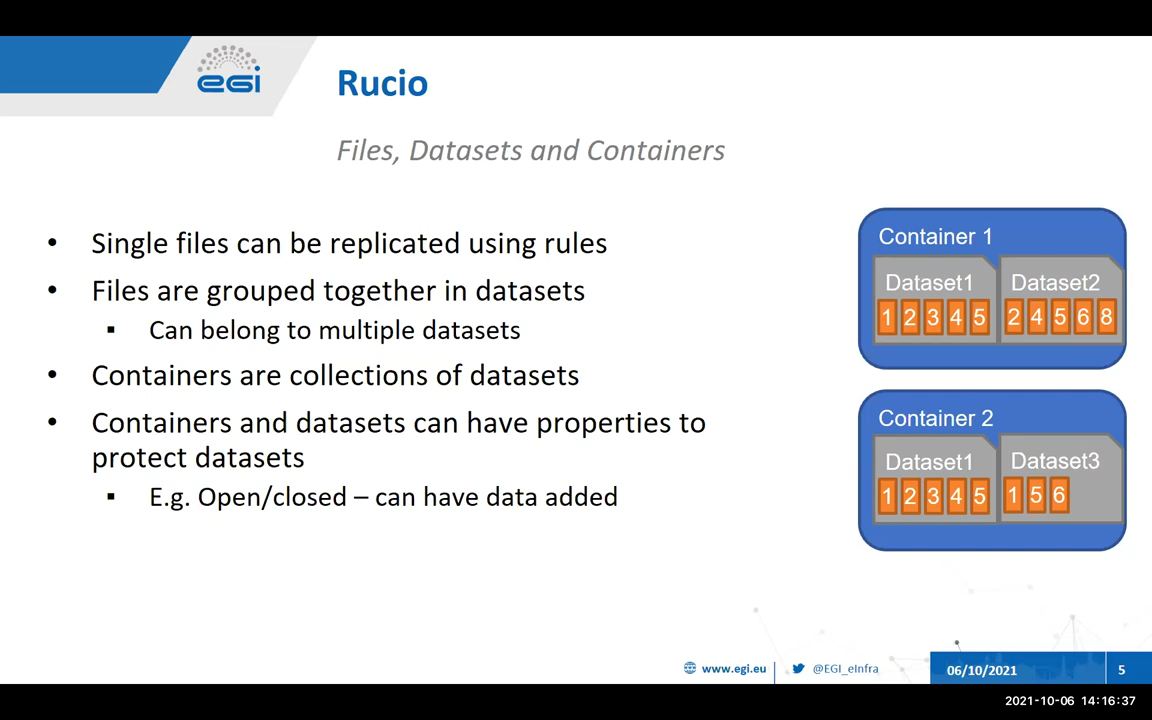 egi
Rucio
Files, Datasets and Containers
• Single files can be replicated using rules
• Files are grouped together in datasets
▪ Can belong to multiple datasets
• Containers are collections of datasets
• Containers and datasets can have properties to
protect datasets
▪ E.g. Open/closed – can have data added
Container 1
Dataset1 Dataset2
1 2 3 4 5 2 4 5 6 8
Container 2
Dataset1 Dataset3
1 2 3 4 5 1 5 6
www.egi.eu @EGI_eInfra 06/10/2021 5
2021-10-06 14:16:37